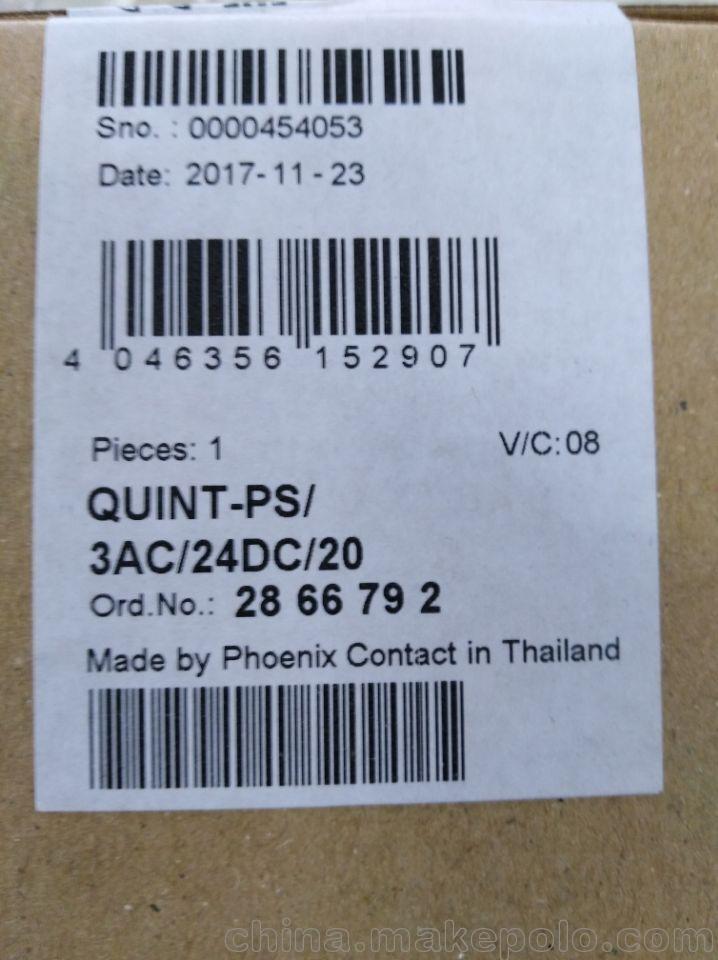 Sno. : 0000454053
Date: 2017-11-23
4 046356 152907
Pieces: 1 V/C:08
QUINT-PS/
3AC/24DC/20
Ord.No.: 28 66 79 2
Made by Phoenix Contact in Thailand
china.makepolo.com